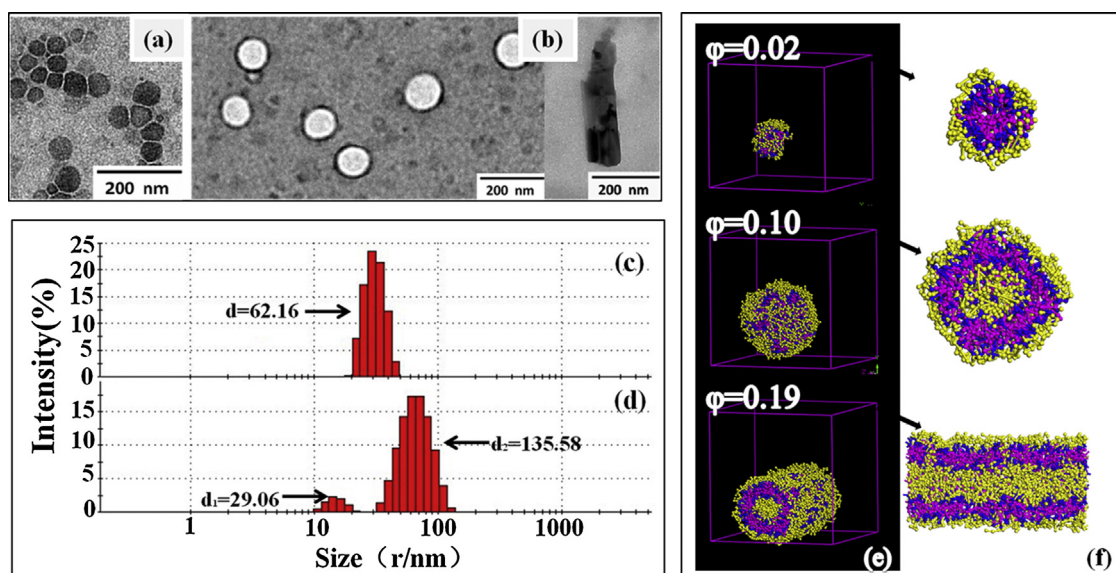 (a)
200 nm
(b)
200 nm
200 nm
Intensity(%)
25
20
15
10
5
0
(c)
d=62.16
15
10
5
0
(d)
d₂=135.58
d₁=29.06
1
10
100
1000
Size (r/nm)
φ=0.02
φ=0.10
φ=0.19
(e)
(f)